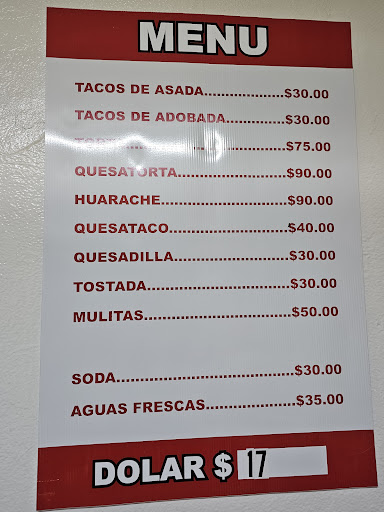 MENU
TACOS DE ASADA...................$30.00
TACOS DE ADOBADA..............$30.00
$75.00
QUESATORTA..........................$90.00
HUARACHE..............................$90.00
QUESATACO............................$40.00
QUESADILLA............................$30.00
TOSTADA.................................$30.00
MULITAS..................................$50.00
SODA.......................................$30.00
AGUAS FRESCAS.....................$35.00
DOLAR $ 17